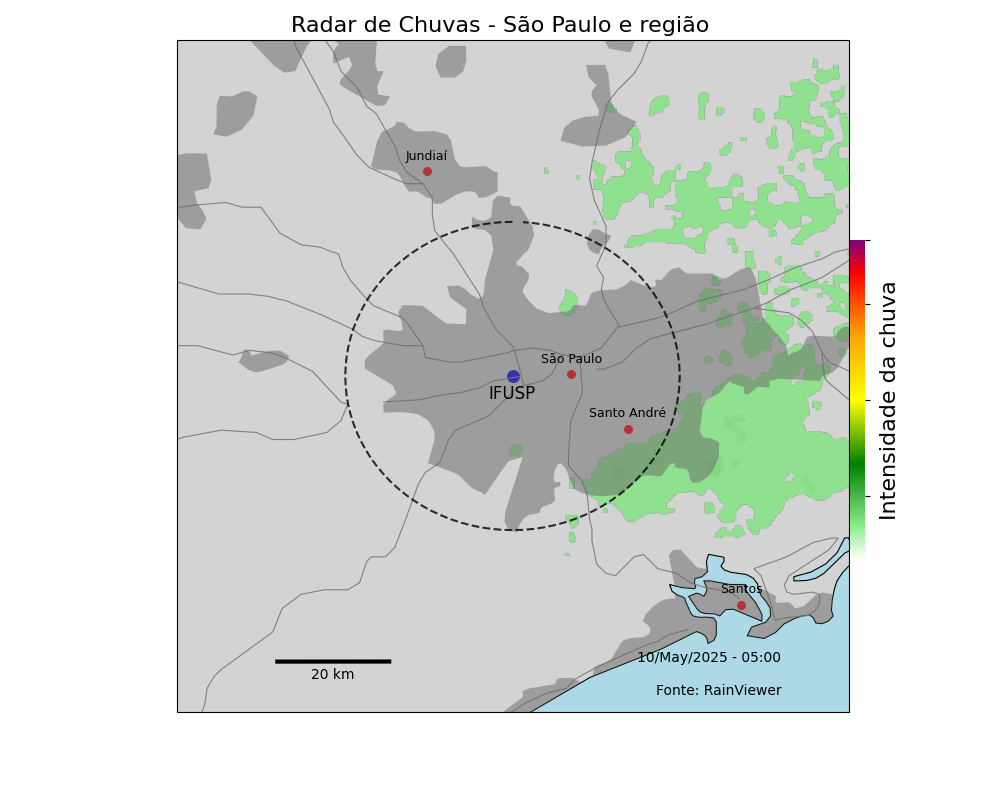 Radar de Chuvas - São Paulo e região
Jundiaí
São Paulo
IFUSP
Santo André
Intensidade da chuva
Santos
10/May/2025 - 05:00
20 km
Fonte: RainViewer